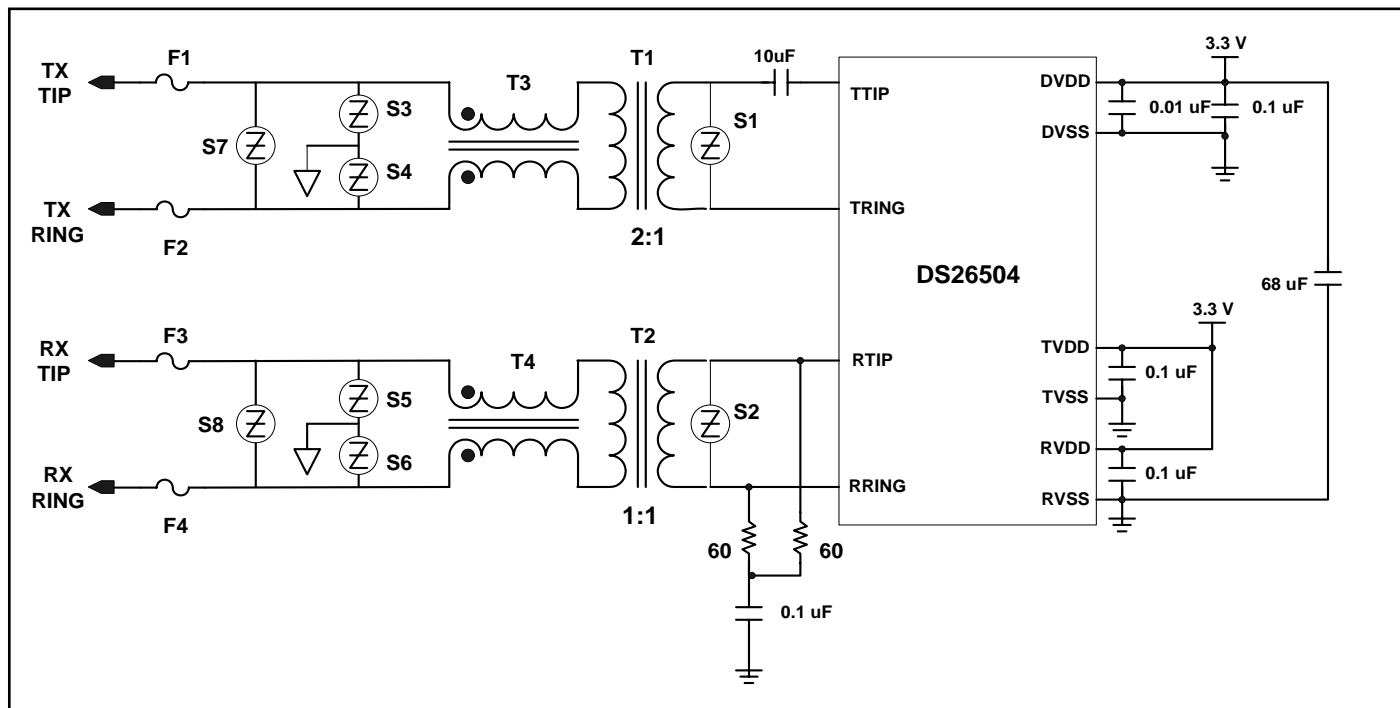 F1
TX
TIP
T3
T1
10uF
3.3 V
S3
S7
S4
S1
TTIP
DVDD
0.01 uF
0.1 uF
DVSS
TX
RING
F2
2:1
TRING
DS26504
68 uF
F3
RX
TIP
T4
T2
3.3 V
RTIP
TVDD
0.1 uF
S5
S8
S6
S2
TVSS
RX
RING
F4
1:1
RRING
RVDD
0.1 uF
RVSS
60
60
0.1 uF